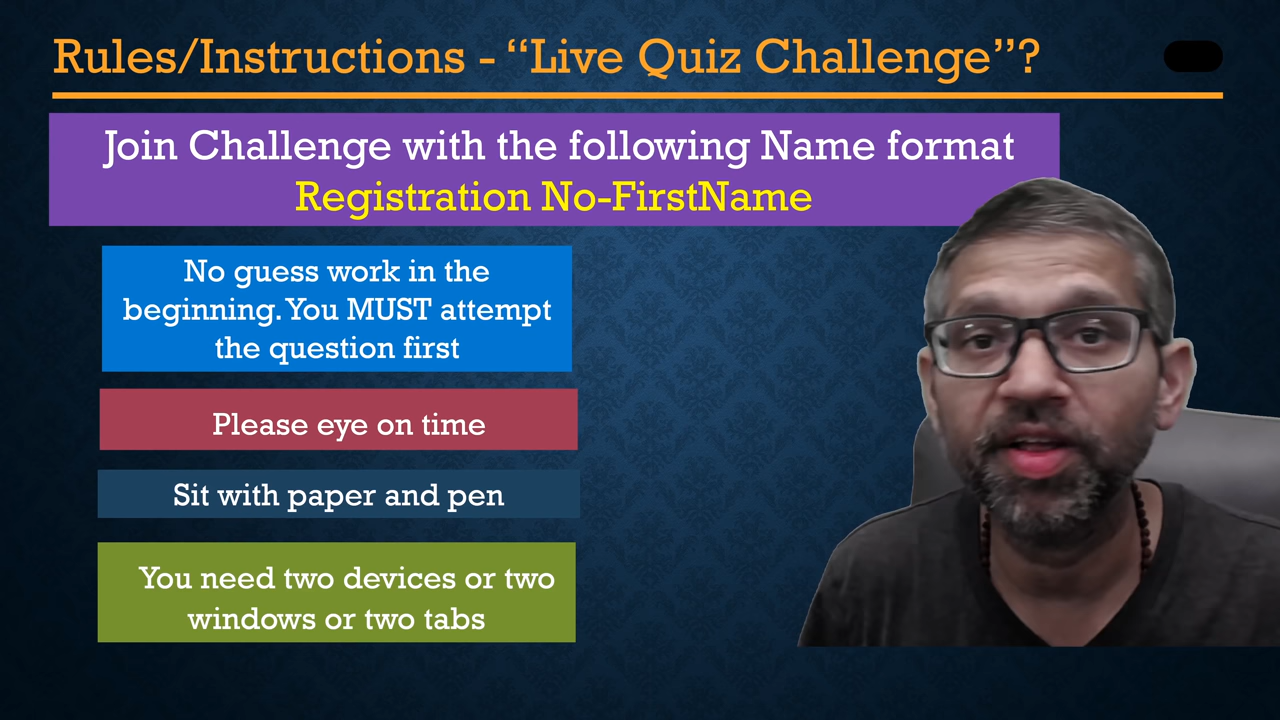 Rules/Instructions - “Live Quiz Challenge”?
Join Challenge with the following Name format
Registration No-FirstName
No guess work in the
beginning. You MUST attempt
the question first
Please eye on time
Sit with paper and pen
You need two devices or two
windows or two tabs